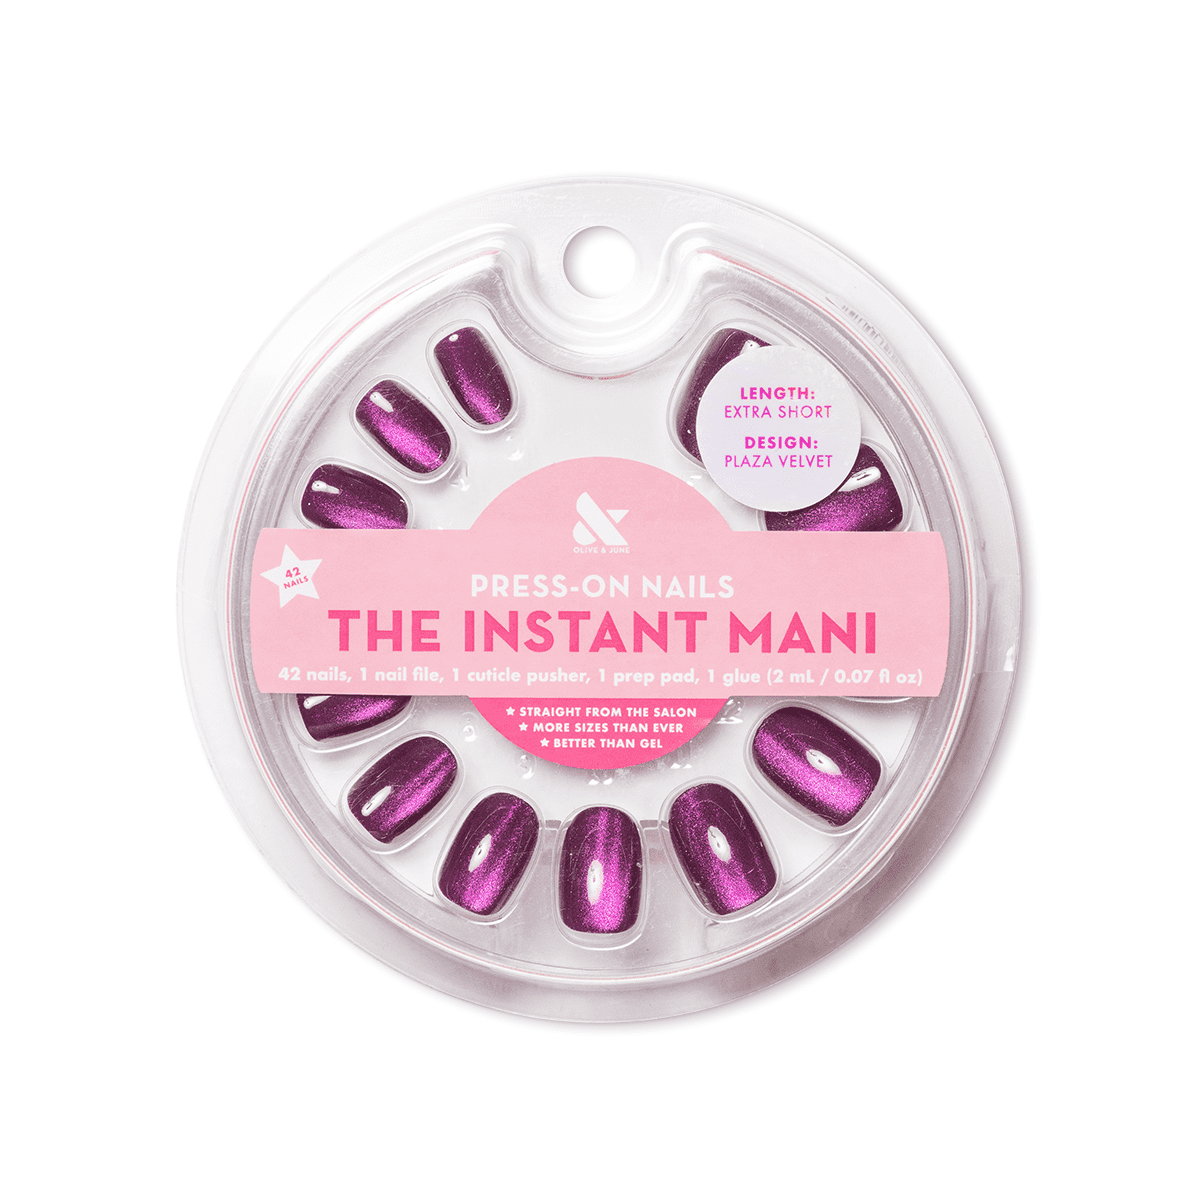 LENGTH:
EXTRA SHORT
DESIGN:
PLAZA VELVET
OLIVE & JUNE
42
NAILS
PRESS-ON NAILS
THE INSTANT MANI
42 nails, 1 nail file, 1 cuticle pusher, 1 prep pad, 1 glue (2 mL / 0.07 fl oz)
★ STRAIGHT FROM THE SALON
★ MORE SIZES THAN EVER
★ BETTER THAN GEL